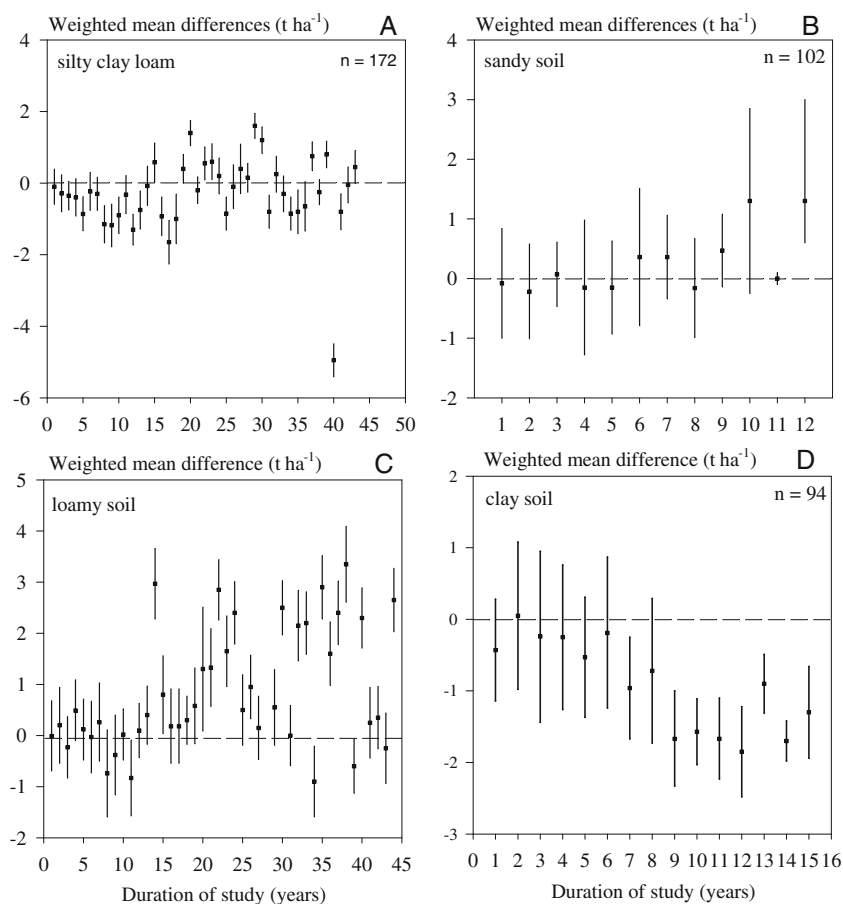 Weighted mean differences (t ha⁻¹) A
silty clay loam n = 172
4
2
0
-2
-4
-6
0 5 10 15 20 25 30 35 40 45 50
Weighted mean differences (t ha⁻¹) B
sandy soil n = 102
4
3
2
1
0
-1
-2
1 2 3 4 5 6 7 8 9 10 11 12
Weighted mean difference (t ha⁻¹) C
loamy soil
5
4
3
2
1
0
-1
-2
0 5 10 15 20 25 30 35 40 45
Duration of study (years)
Weighted mean difference (t ha⁻¹) D
clay soil n = 94
2
1
0
-1
-2
-3
0 1 2 3 4 5 6 7 8 9 10 11 12 13 14 15 16
Duration of study (years)